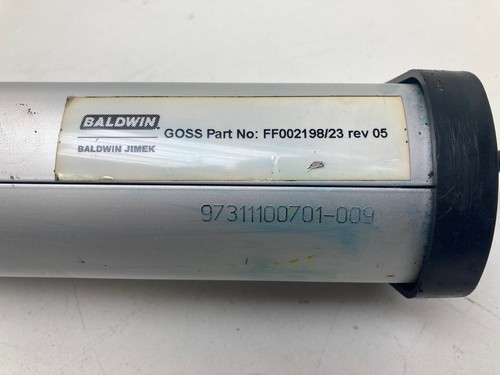 BALDWIN
GOSS Part No: FF002198/23 rev 05
BALDWIN JIMEK
97311100701-009